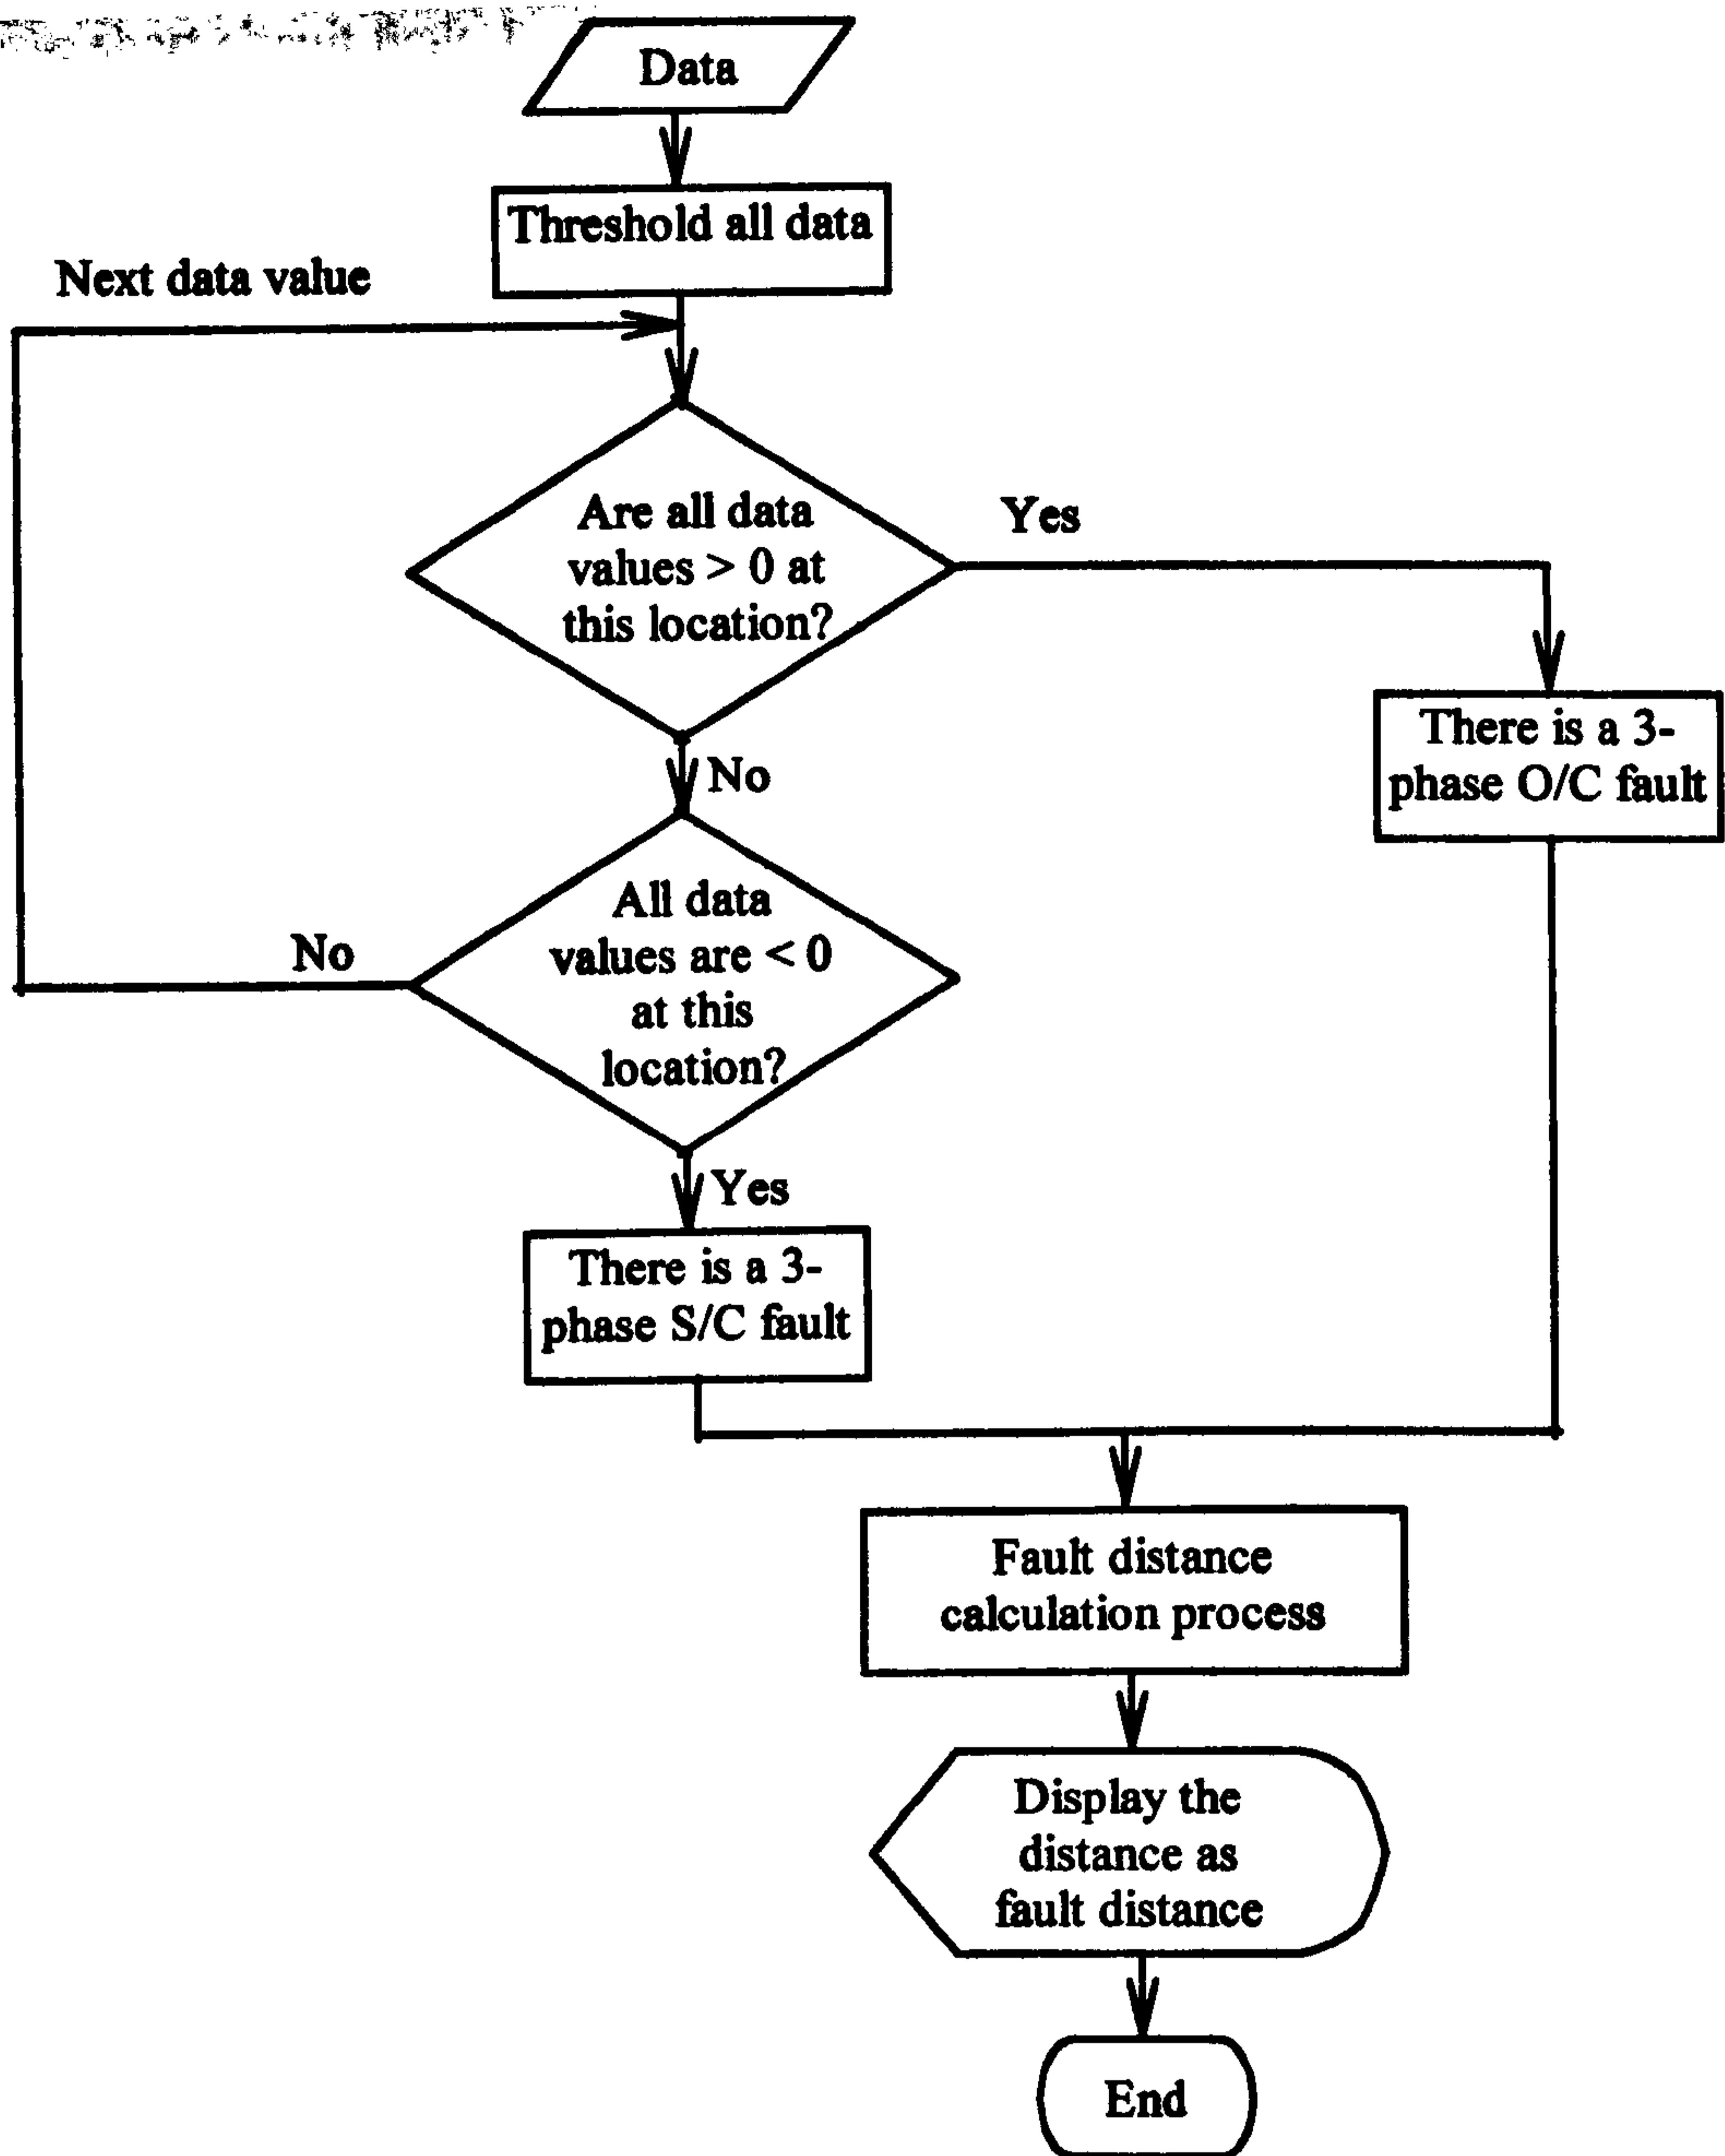 Data
Threshold all data
Next data value
Are all data
values > 0 at
this location?
Yes
No
There is a 3-
phase O/C fault
All data
values are < 0
at this
location?
No
Yes
There is a 3-
phase S/C fault
Fault distance
calculation process
Display the
distance as
fault distance
End